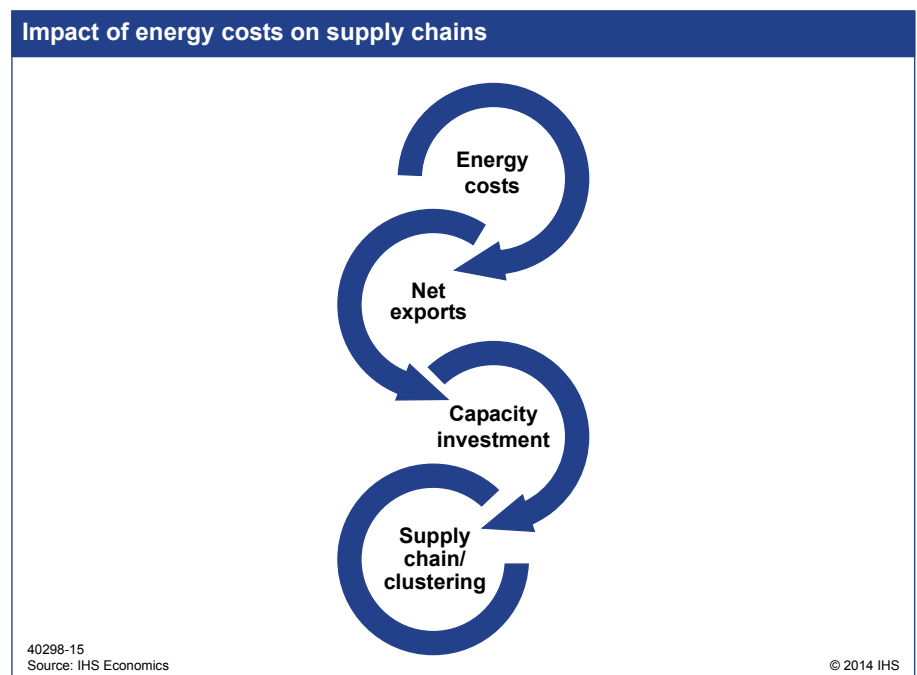 Impact of energy costs on supply chains
Energy
costs
Net
exports
Capacity
investment
Supply
chain/
clustering
40298-15
Source: IHS Economics
© 2014 IHS